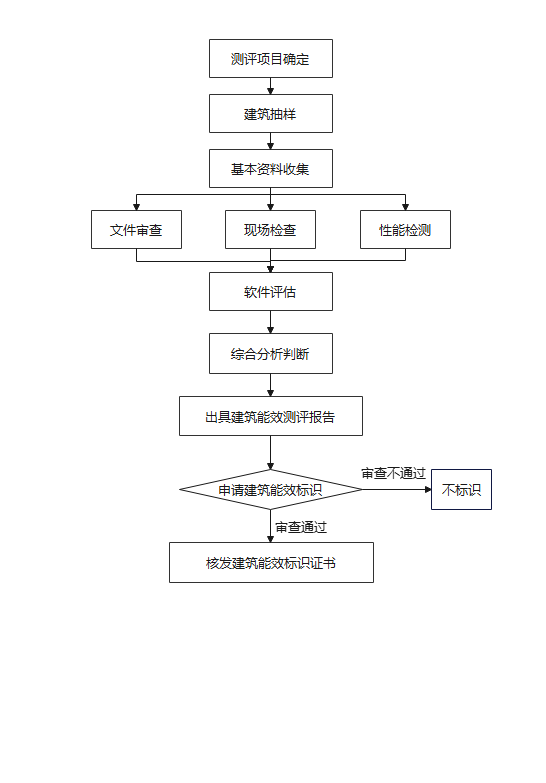 测评项目确定
建筑抽样
基本资料收集
文件审查
现场检查
性能检测
软件评估
综合分析判断
出具建筑能效测评报告
申请建筑能效标识
审查不通过
不标识
审查通过
核发建筑能效标识证书